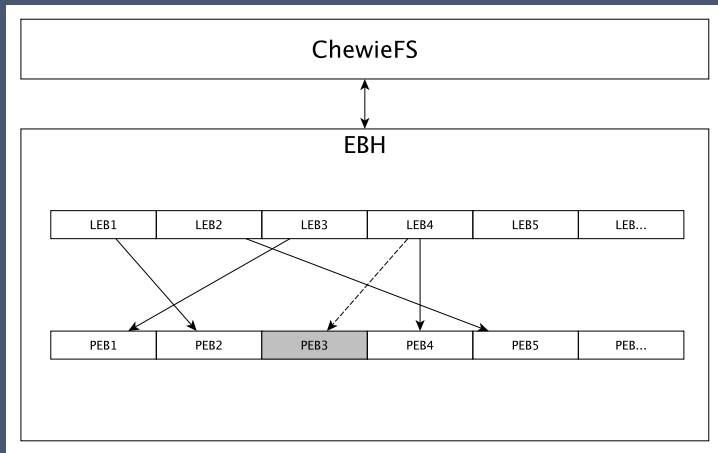 ChewieFS
EBH
LEB1 LEB2 LEB3 LEB4 LEB5 LEB...
PEB1 PEB2 PEB3 PEB4 PEB5 PEB...